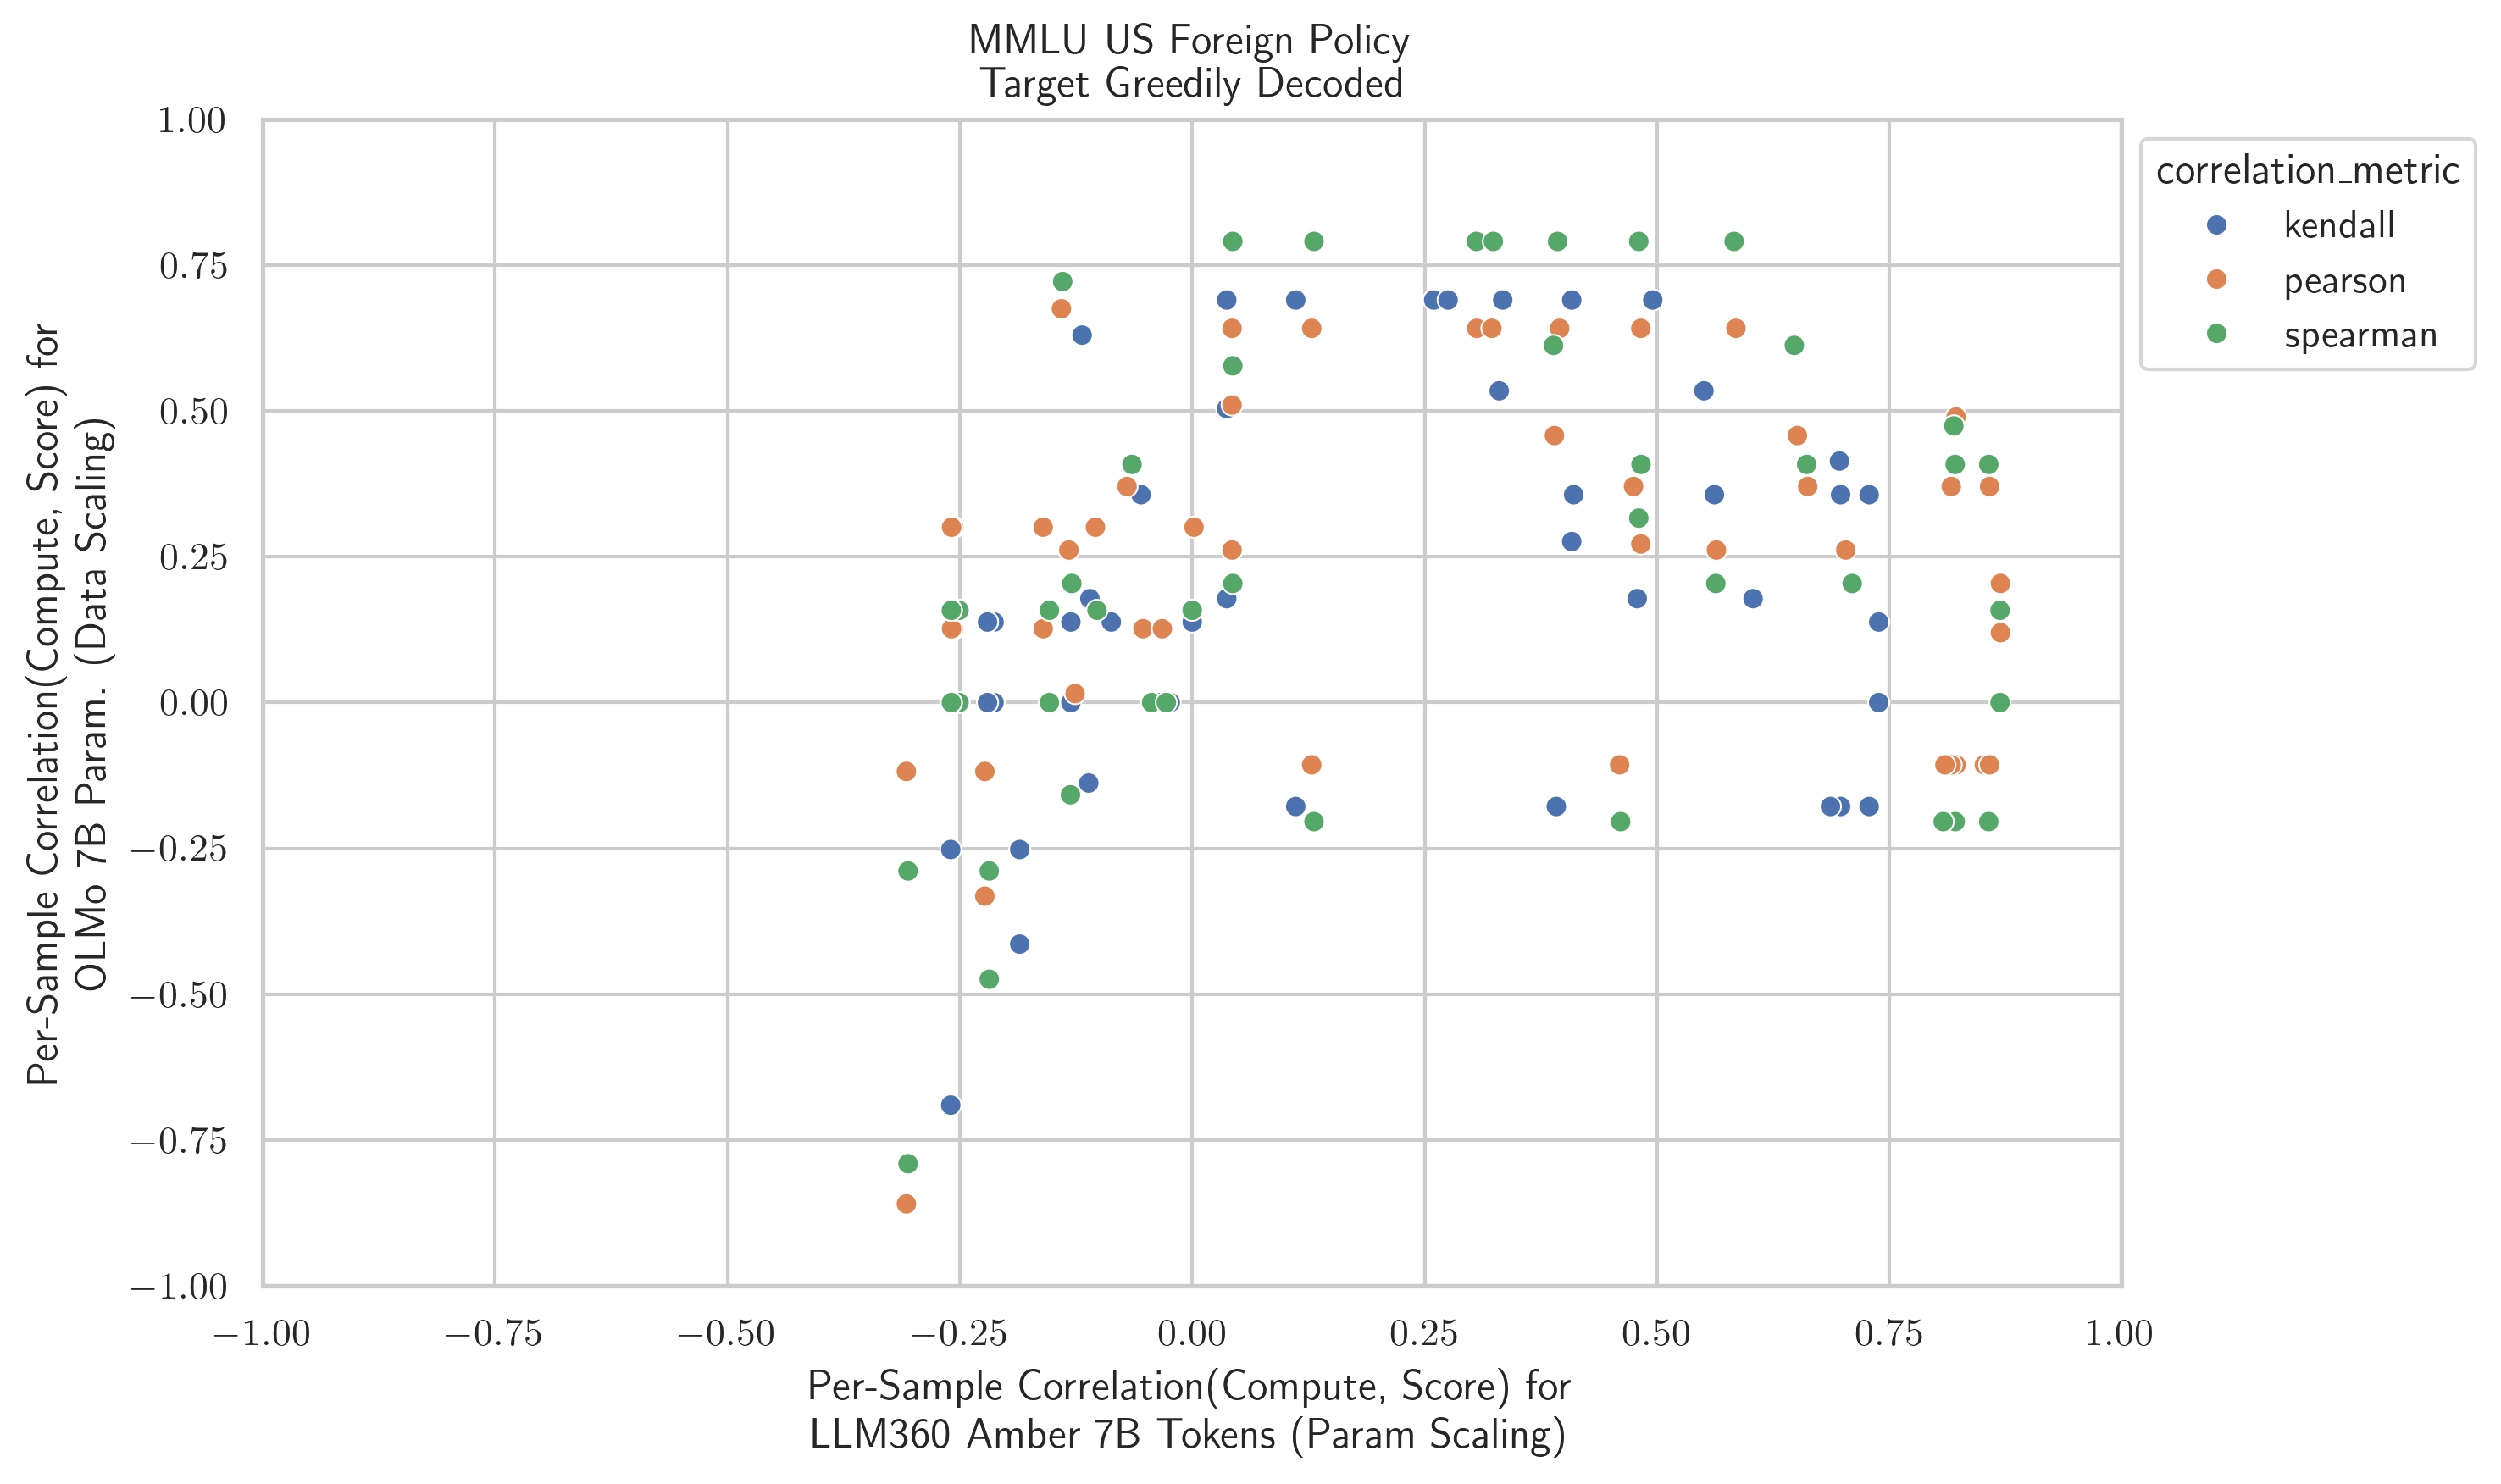 MMLU US Foreign Policy
Target Greedily Decoded
Per-Sample Correlation(Compute, Score) for
OLMo 7B Param. (Data Scaling)
1.00
0.75
0.50
0.25
0.00
−0.25
−0.50
−0.75
−1.00
correlation_metric
kendall
pearson
spearman
−1.00
−0.75
−0.50
−0.25
0.00
0.25
0.50
0.75
1.00
Per-Sample Correlation(Compute, Score) for
LLM360 Amber 7B Tokens (Param Scaling)